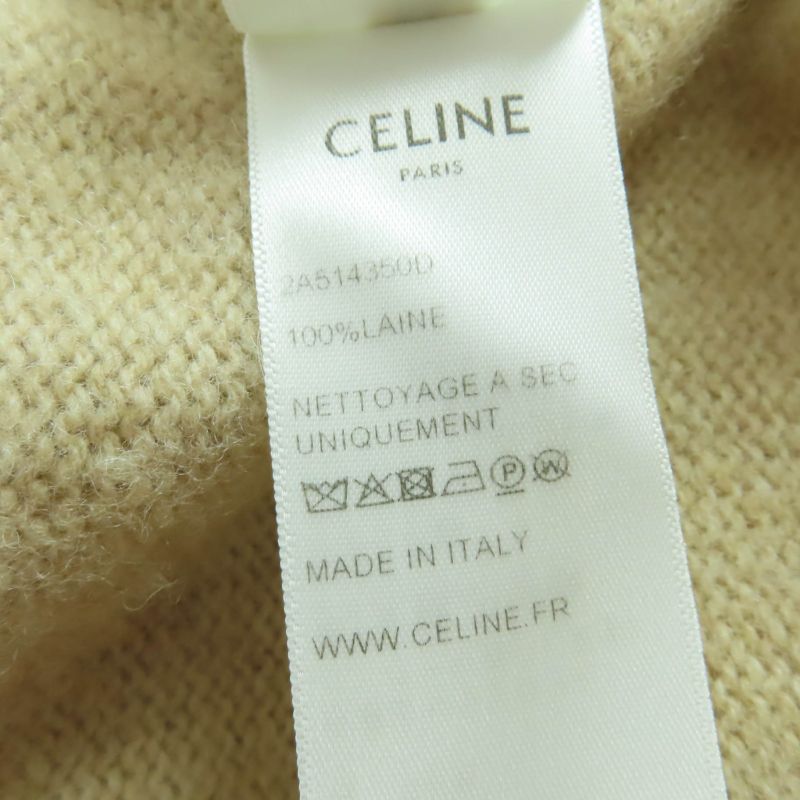 CELINE
PARIS
2A514350D
100%LAINE
NETTOYAGE A SEC
UNIQUEMENT
P W
MADE IN ITALY
WWW.CELINE.FR